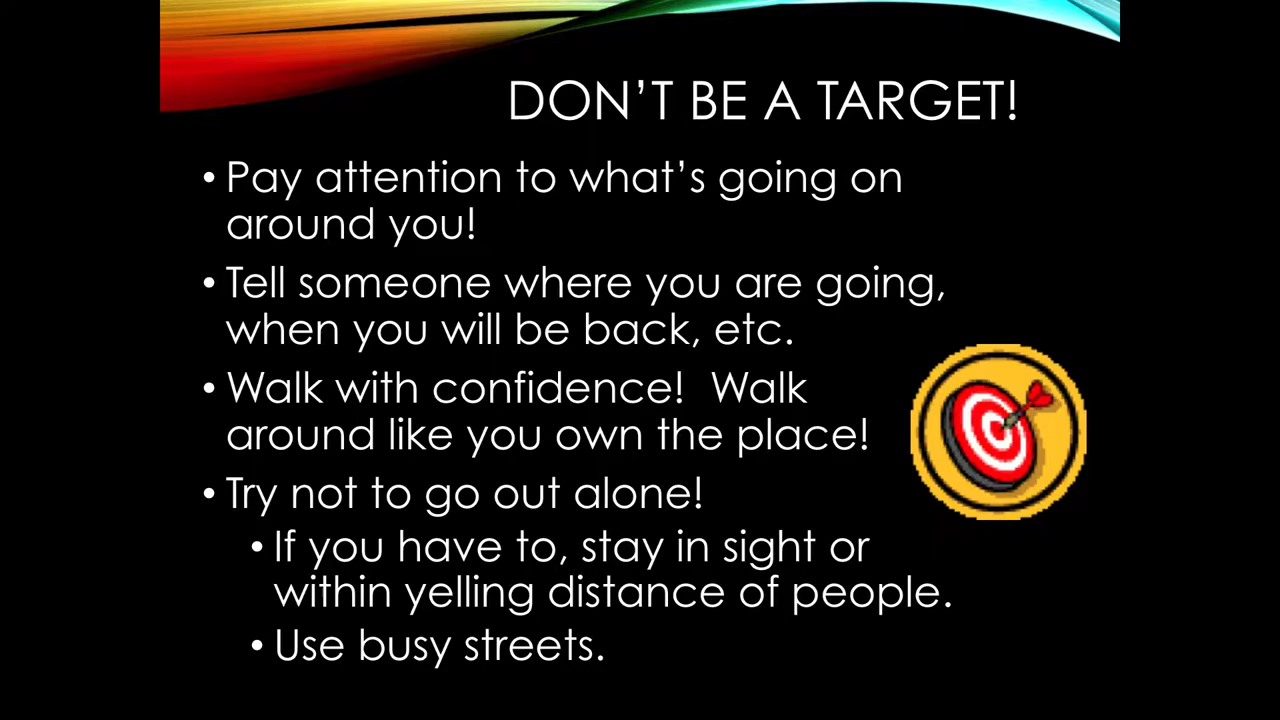 DON'T BE A TARGET!
• Pay attention to what's going on
around you!
• Tell someone where you are going,
when you will be back, etc.
• Walk with confidence!  Walk
around like you own the place!
• Try not to go out alone!
• If you have to, stay in sight or
within yelling distance of people.
• Use busy streets.